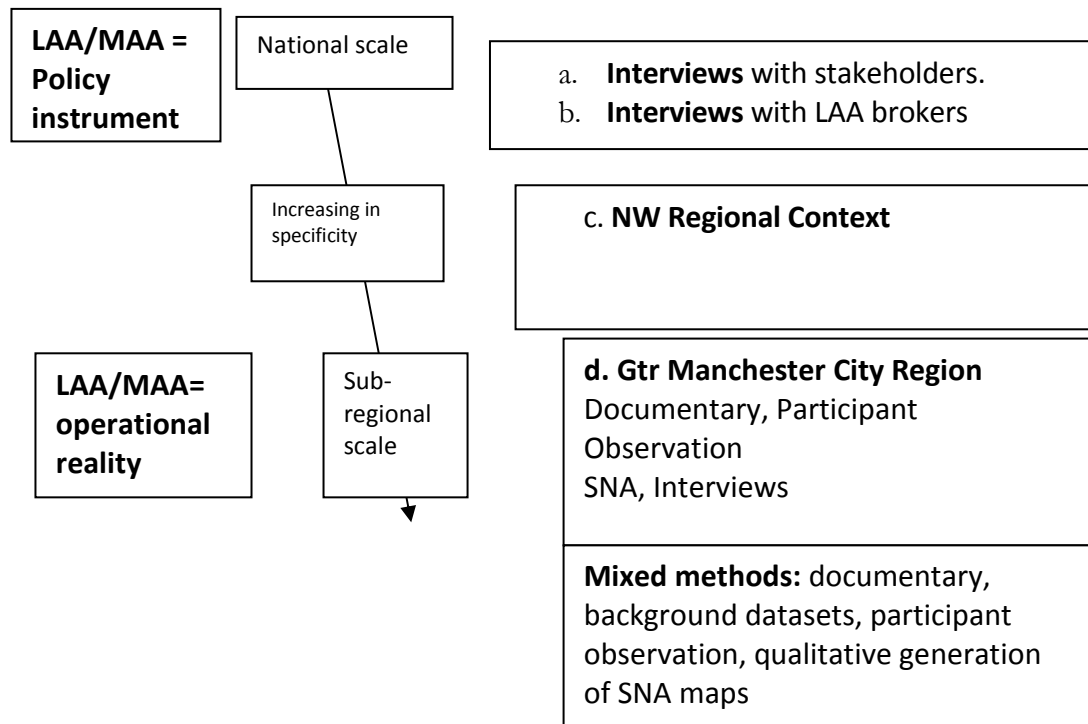 LAA/MAA =
Policy
instrument
National scale
a. Interviews with stakeholders.
b. Interviews with LAA brokers
Increasing in
specificity
c. NW Regional Context
LAA/MAA=
operational
reality
Sub-
regional
scale
d. Gtr Manchester City Region
Documentary, Participant
Observation
SNA, Interviews
Mixed methods: documentary,
background datasets, participant
observation, qualitative generation
of SNA maps